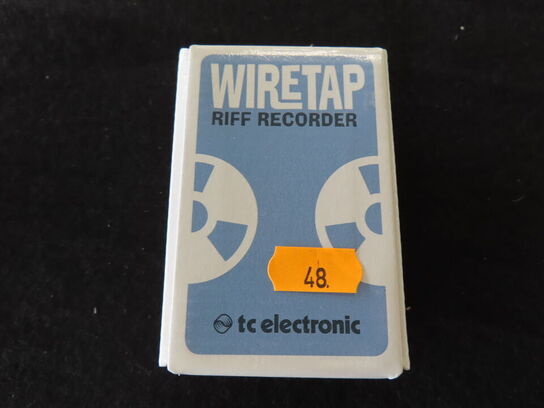 WIRETAP
RIFF RECORDER
48.
tc electronic